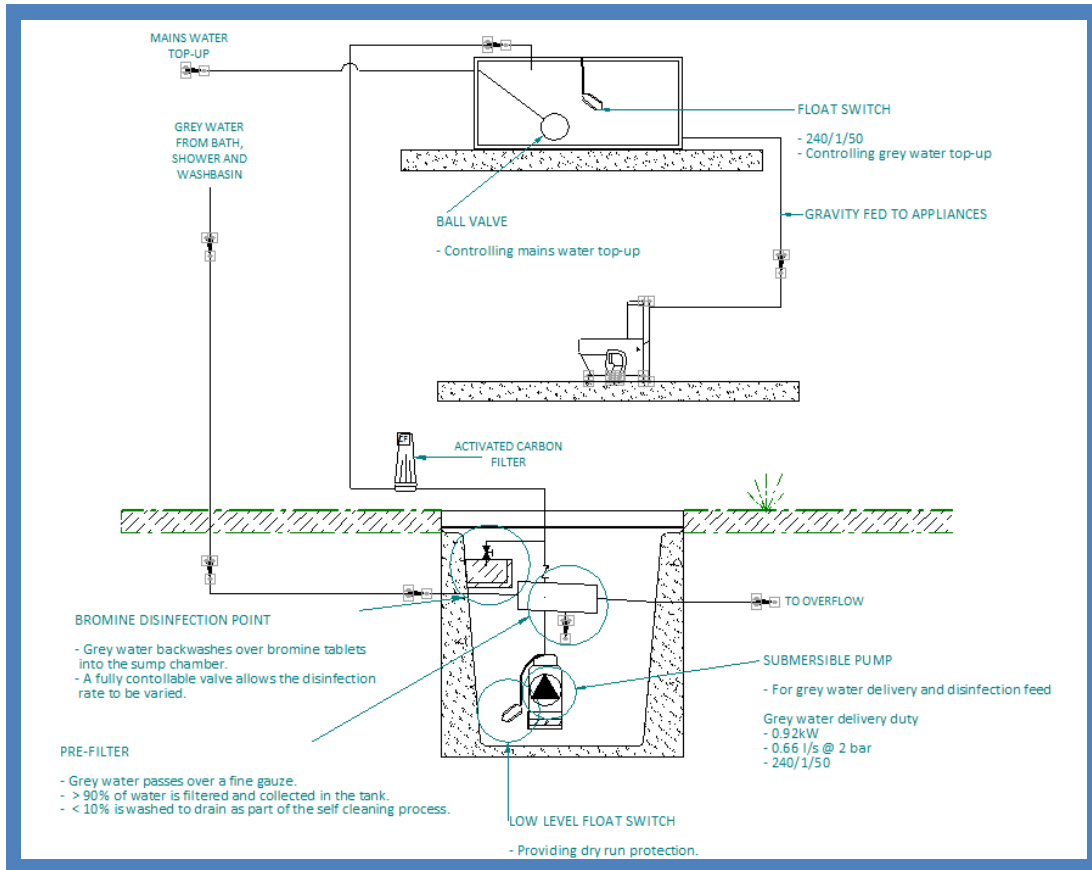 MAINS WATER
TOP-UP
GREY WATER
FROM BATH,
SHOWER AND
WASHBASIN
FLOAT SWITCH
- 240/1/50
- Controlling grey water top-up
BALL VALVE
- Controlling mains water top-up
GRAVITY FED TO APPLIANCES
CF
ACTIVATED CARBON
FILTER
TO OVERFLOW
BROMINE DISINFECTION POINT
- Grey water backwashes over bromine tablets
into the sump chamber.
- A fully contollable valve allows the disinfection
rate to be varied.
SUBMERSIBLE PUMP
- For grey water delivery and disinfection feed
Grey water delivery duty
- 0.92kW
- 0.66 l/s @ 2 bar
- 240/1/50
PRE-FILTER
- Grey water passes over a fine gauze.
- > 90% of water is filtered and collected in the tank.
- < 10% is washed to drain as part of the self cleaning process.
LOW LEVEL FLOAT SWITCH
- Providing dry run protection.